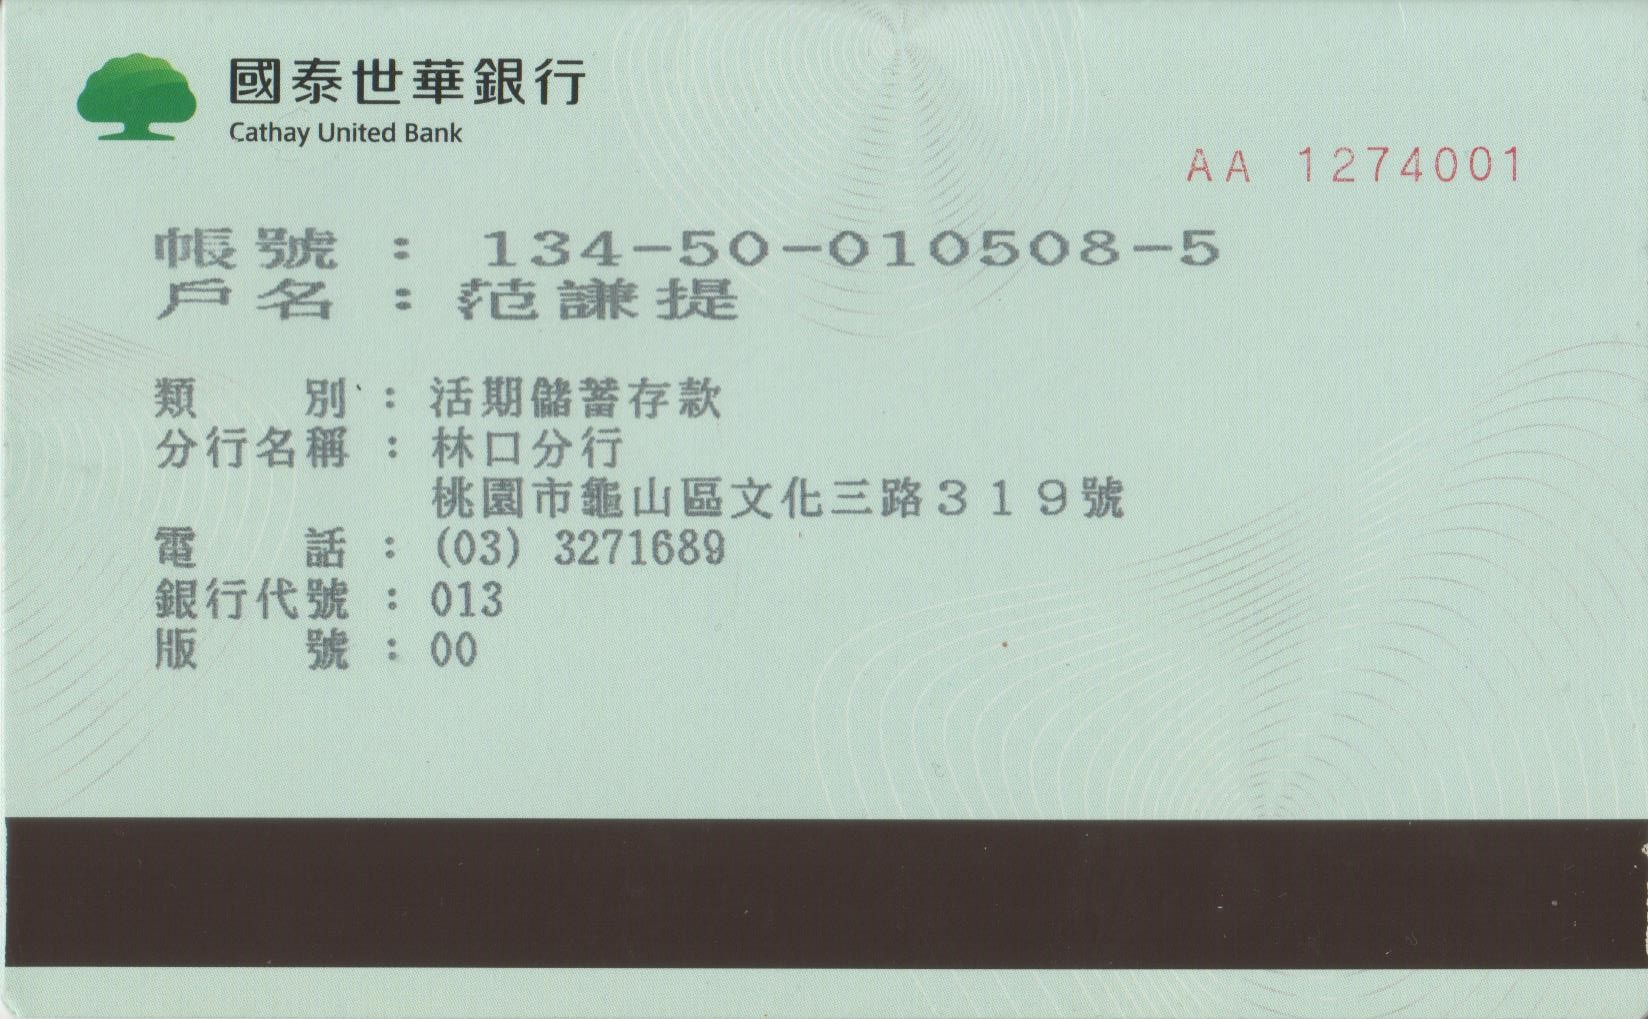 國泰世華銀行
Cathay United Bank
AA 1274001
帳號 : 134-50-010508-5
戶名 : 范謙提
類別 : 活期儲蓄存款
分行名稱 : 林口分行
桃園市龜山區文化三路319號
電話 : (03) 3271689
銀行代號 : 013
版號 : 00